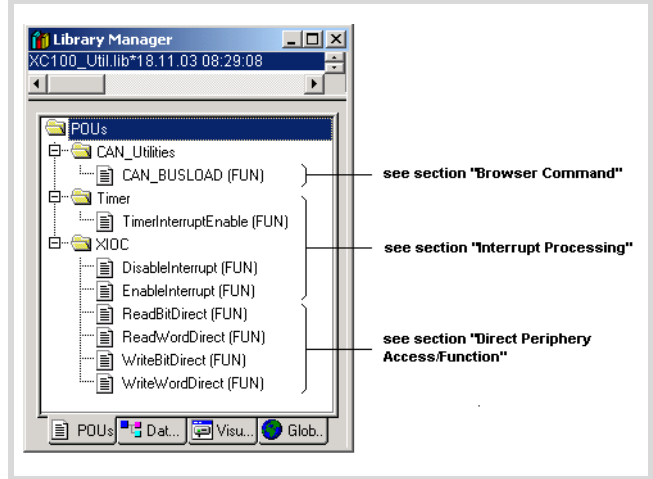 Library Manager
XC100_Util.lib*18.11.03 08:29:08
POUs
CAN_Utilities
CAN_BUSLOAD (FUN)
see section "Browser Command"
Timer
TimerInterruptEnable (FUN)
XIOC
see section "Interrupt Processing"
DisableInterrupt (FUN)
EnableInterrupt (FUN)
ReadBitDirect (FUN)
ReadWordDirect (FUN)
see section "Direct Periphery
Access/Function"
WriteBitDirect (FUN)
WriteWordDirect (FUN)
POUs Dat... Visu... Glob..